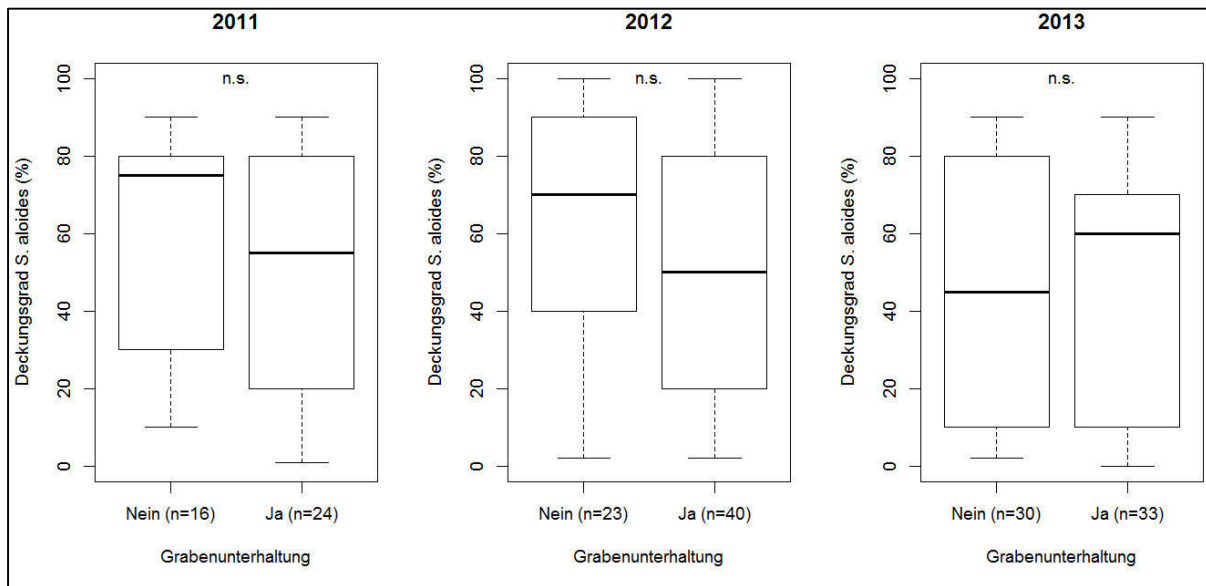 2011
n.s.
Deckungsgrad S. aloides (%)
100
80
60
40
20
0
Nein (n=16) Ja (n=24)
Grabenunterhaltung
2012
n.s.
Deckungsgrad S. aloides (%)
100
80
60
40
20
0
Nein (n=23) Ja (n=40)
Grabenunterhaltung
2013
n.s.
Deckungsgrad S. aloides (%)
100
80
60
40
20
0
Nein (n=30) Ja (n=33)
Grabenunterhaltung